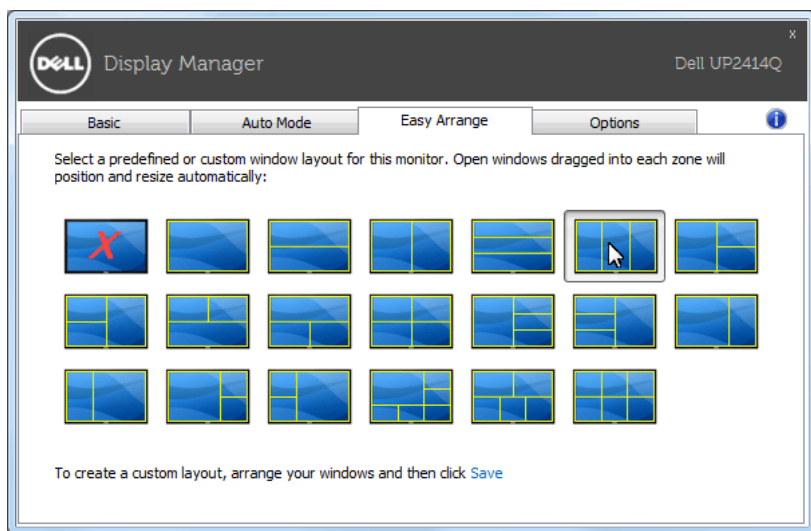 x
DELL
Display Manager
Dell UP2414Q
Basic
Auto Mode
Easy Arrange
Options
i
Select a predefined or custom window layout for this monitor. Open windows dragged into each zone will
position and resize automatically:
X
To create a custom layout, arrange your windows and then click Save